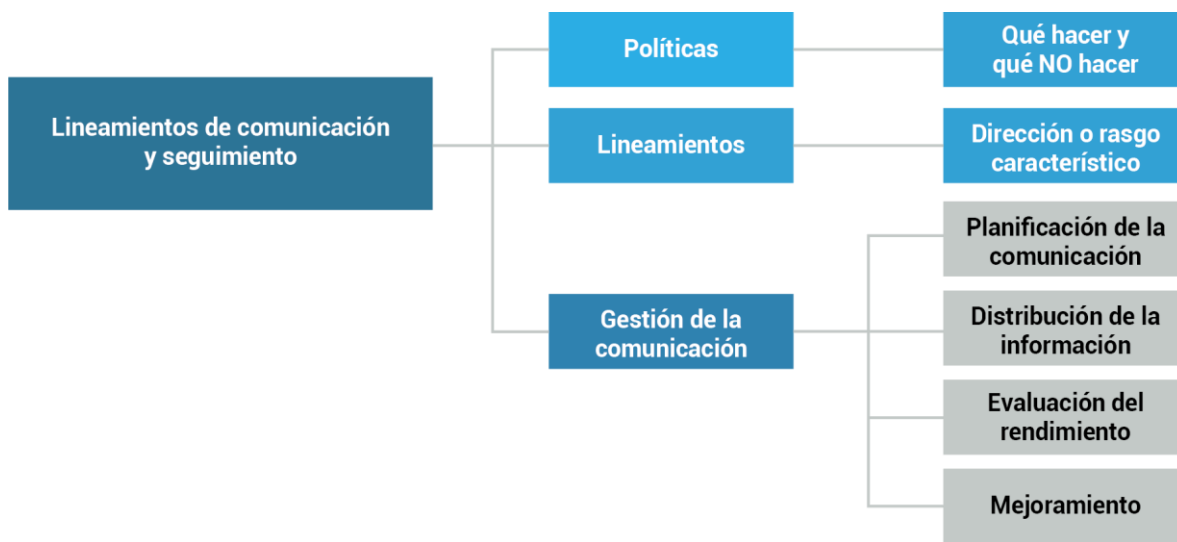 Lineamientos de comunicación
y seguimiento
Políticas
Qué hacer y
qué NO hacer
Lineamientos
Dirección o rasgo
característico
Gestión de la
comunicación
Planificación de la
comunicación
Distribución de la
información
Evaluación del
rendimiento
Mejoramiento